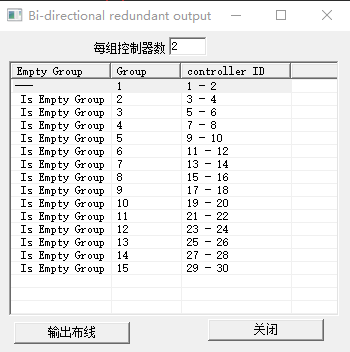 Bi-directional redundant output
每组控制器数 2
Empty Group Group controller ID
—— 1 1 - 2
Is Empty Group 2 3 - 4
Is Empty Group 3 5 - 6
Is Empty Group 4 7 - 8
Is Empty Group 5 9 - 10
Is Empty Group 6 11 - 12
Is Empty Group 7 13 - 14
Is Empty Group 8 15 - 16
Is Empty Group 9 17 - 18
Is Empty Group 10 19 - 20
Is Empty Group 11 21 - 22
Is Empty Group 12 23 - 24
Is Empty Group 13 25 - 26
Is Empty Group 14 27 - 28
Is Empty Group 15 29 - 30
输出布线 关闭